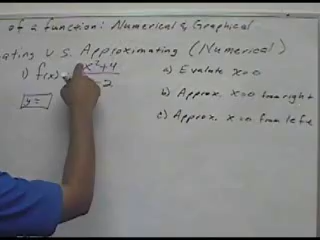 of a function: Numerical & Graphical
ating vs. Approximating (Numerical)
1) f(x) x²+4
2
y =
a) Evalate x=0
b) Approx. x=0 from right
c) Approx. x=0 from left